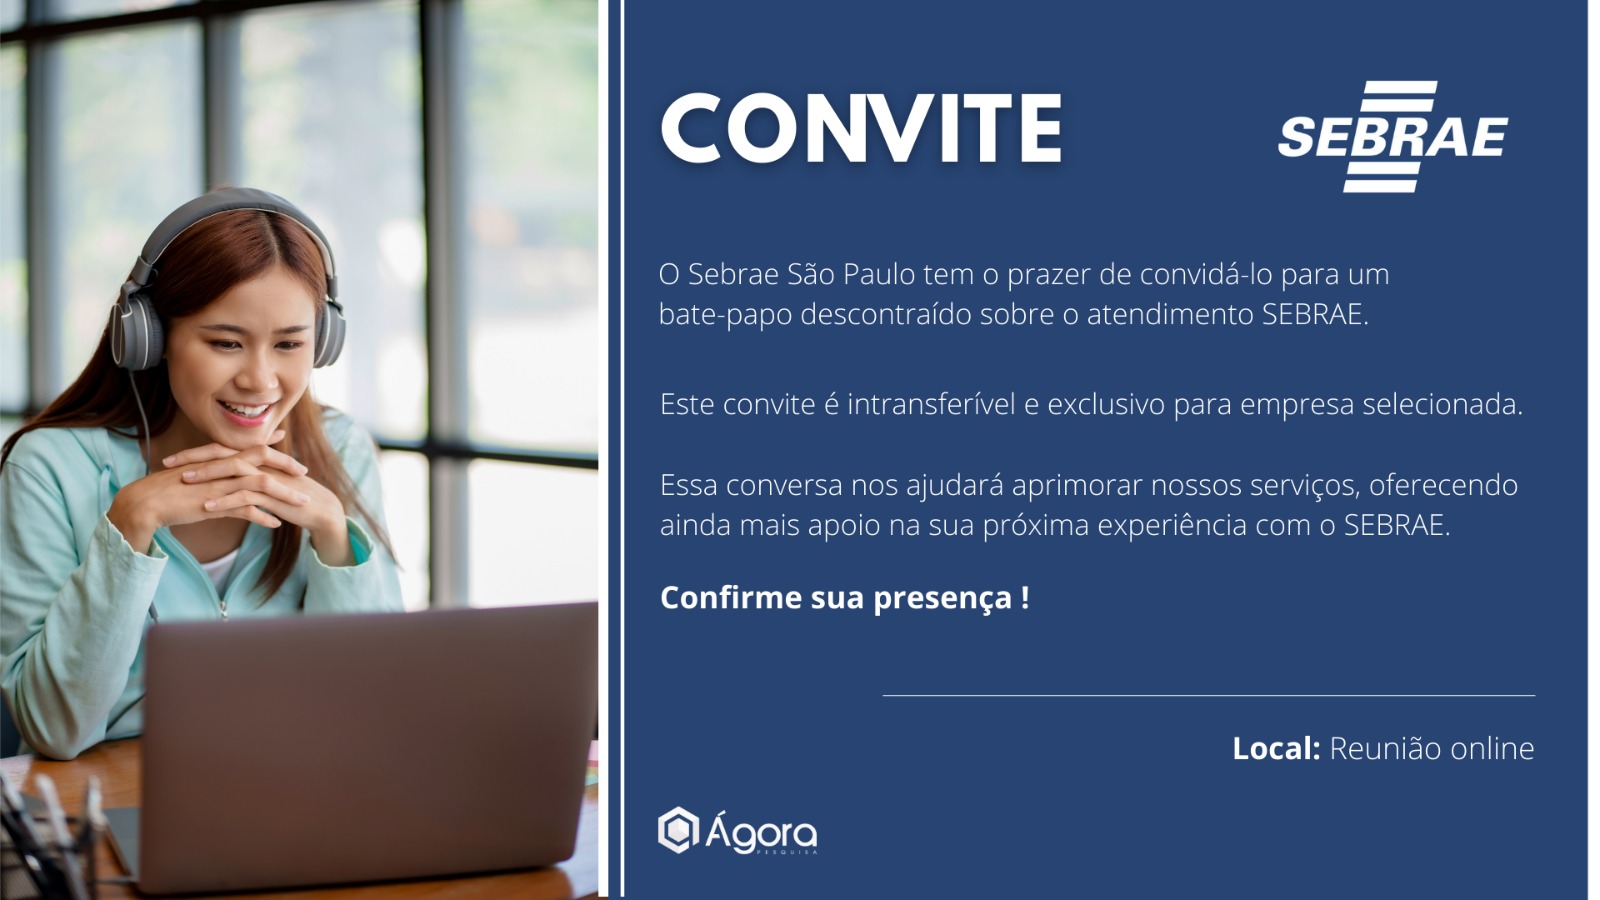 CONVITE
SEBRAE
O Sebrae São Paulo tem o prazer de convidá-lo para um
bate-papo descontraído sobre o atendimento SEBRAE.
Este convite é intransferível e exclusivo para empresa selecionada.
Essa conversa nos ajudará aprimorar nossos serviços, oferecendo
ainda mais apoio na sua próxima experiência com o SEBRAE.
Confirme sua presença !
Local: Reunião online
Ágora
PESQUISA